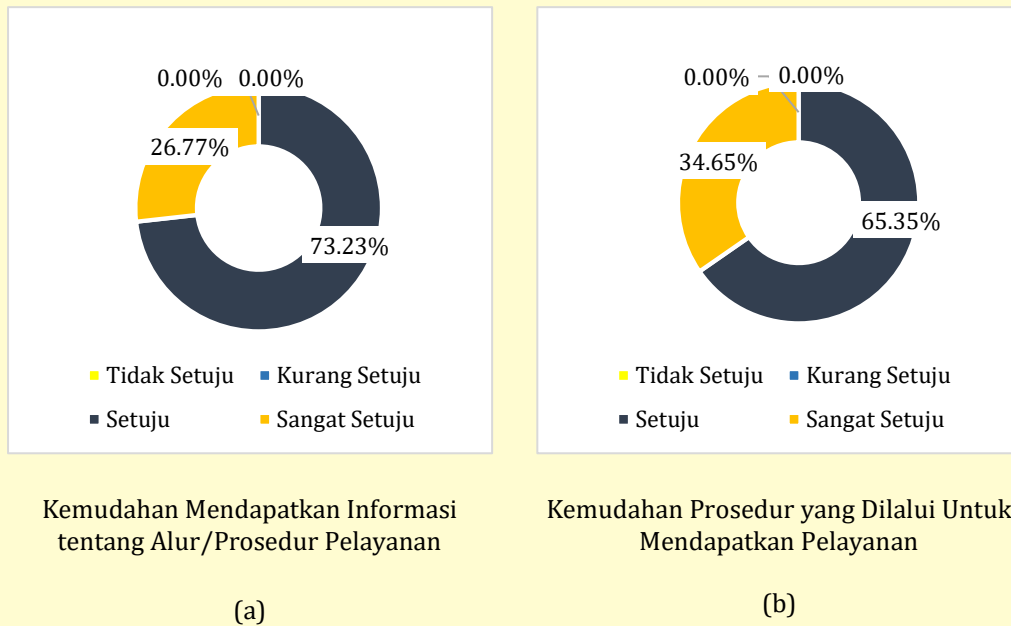 0.00% 0.00%
26.77%
73.23%
Tidak Setuju Kurang Setuju
Setuju Sangat Setuju
Kemudahan Mendapatkan Informasi
tentang Alur/Prosedur Pelayanan
(a)
0.00% 0.00%
34.65%
65.35%
Tidak Setuju Kurang Setuju
Setuju Sangat Setuju
Kemudahan Prosedur yang Dilalui Untuk
Mendapatkan Pelayanan
(b)